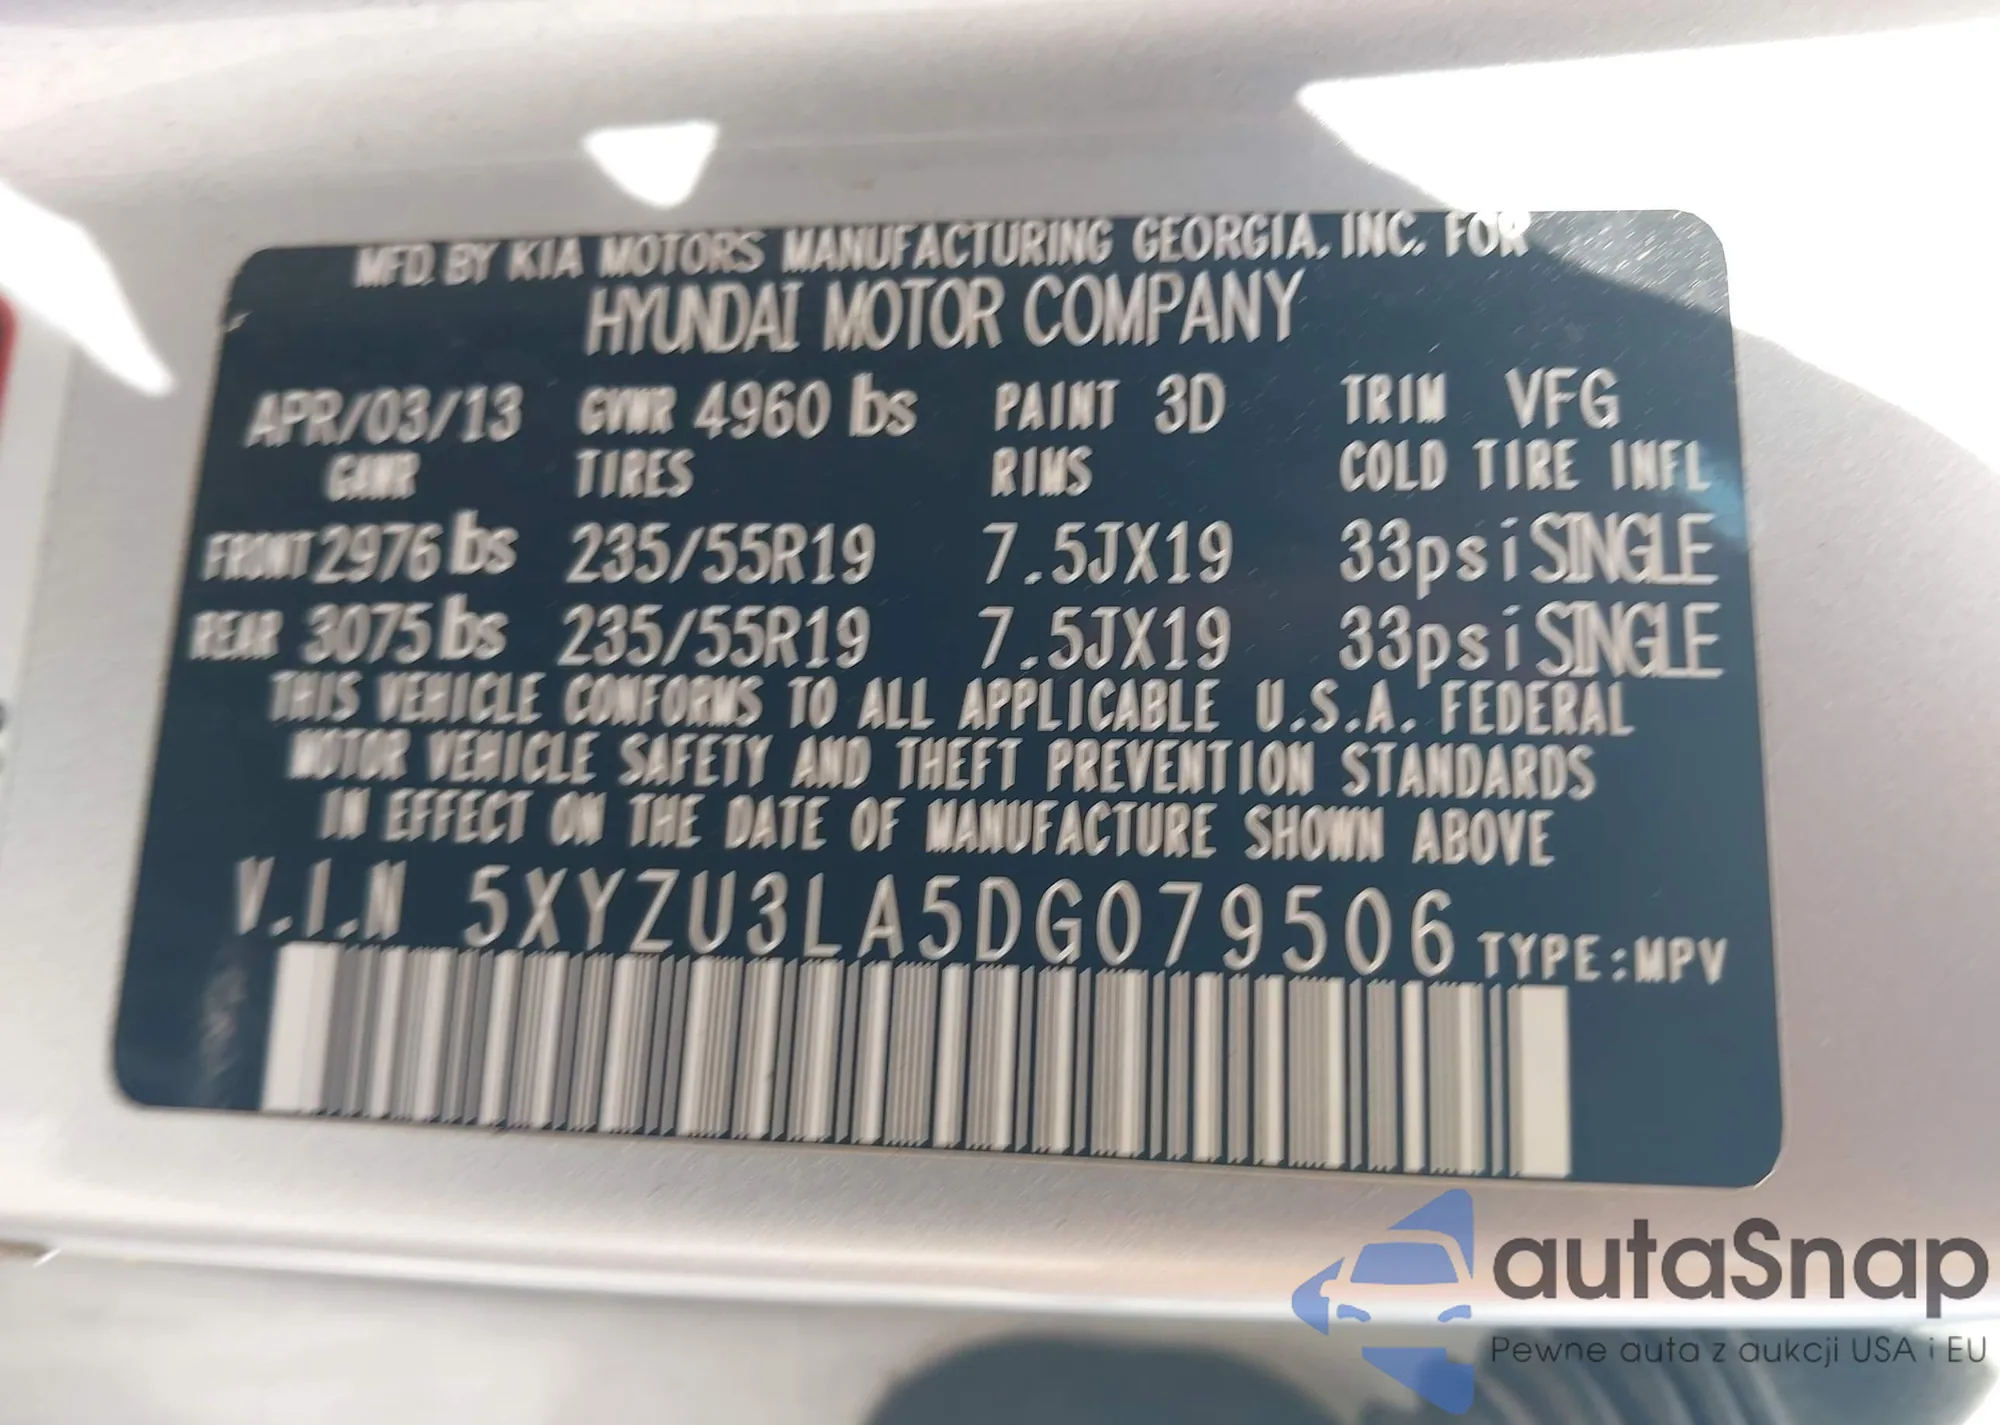 MFD. BY KIA MOTORS MANUFACTURING GEORGIA, INC. FOR
HYUNDAI MOTOR COMPANY
APR/03/13 GVWR 4960 lbs PAINT 3D TRIM VFG
GAWR TIRES RIMS COLD TIRE INFL
FRONT 2976 lbs 235/55R19 7.5JX19 33psi SINGLE
REAR 3075 lbs 235/55R19 7.5JX19 33psi SINGLE
THIS VEHICLE CONFORMS TO ALL APPLICABLE U.S.A. FEDERAL
MOTOR VEHICLE SAFETY AND THEFT PREVENTION STANDARDS
IN EFFECT ON THE DATE OF MANUFACTURE SHOWN ABOVE
V.I.N 5XYZU3LA5DG079506 TYPE:MPV
autaSnap
Pewne auta z aukcji USA i EU